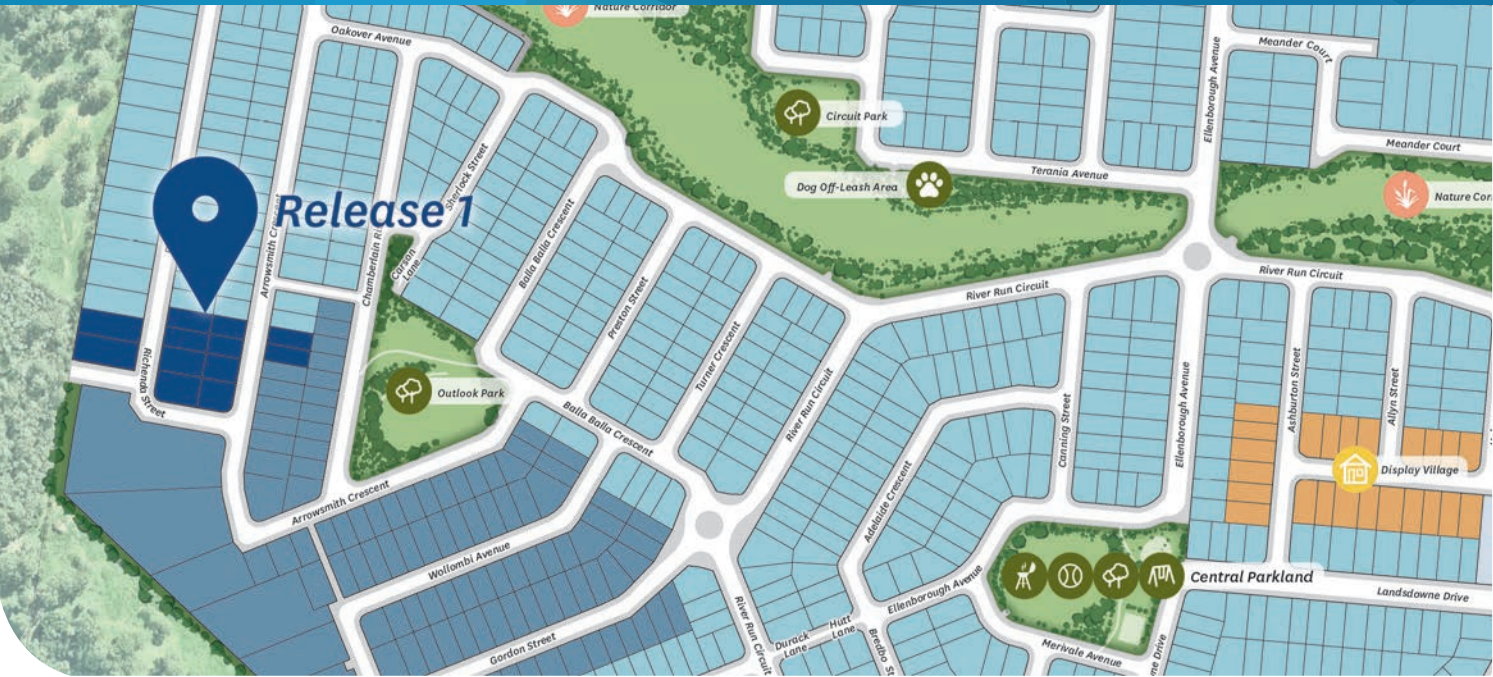 Nature Corridor
Oakover Avenue
Meander Court
Ellenborough Avenue
Circuit Park
Meander Court
Terania Avenue
Dog Off-Leash Area
Nature Cor
Sherlock Street
Release 1
Arrowsmith Crescent
Chamberlain R
Carson
Lane
Balla Balla Crescent
Preston Street
River Run Circuit
River Run Circuit
Richenda Street
Turner Crescent
Outlook Park
Balla Balla Crescent
River Run Circuit
Canning Street
Ellenborough Avenue
Ashburton Street
Allyn Street
Display Village
Arrowsmith Crescent
Adelaide Crescent
Wollombi Avenue
Central Parkland
Ellenborough Avenue
Landsdowne Drive
Gordon Street
River Run Circuit
Durack
Lane
Hutt
Lane
Bredbo St
Merivale Avenue
ne Drive